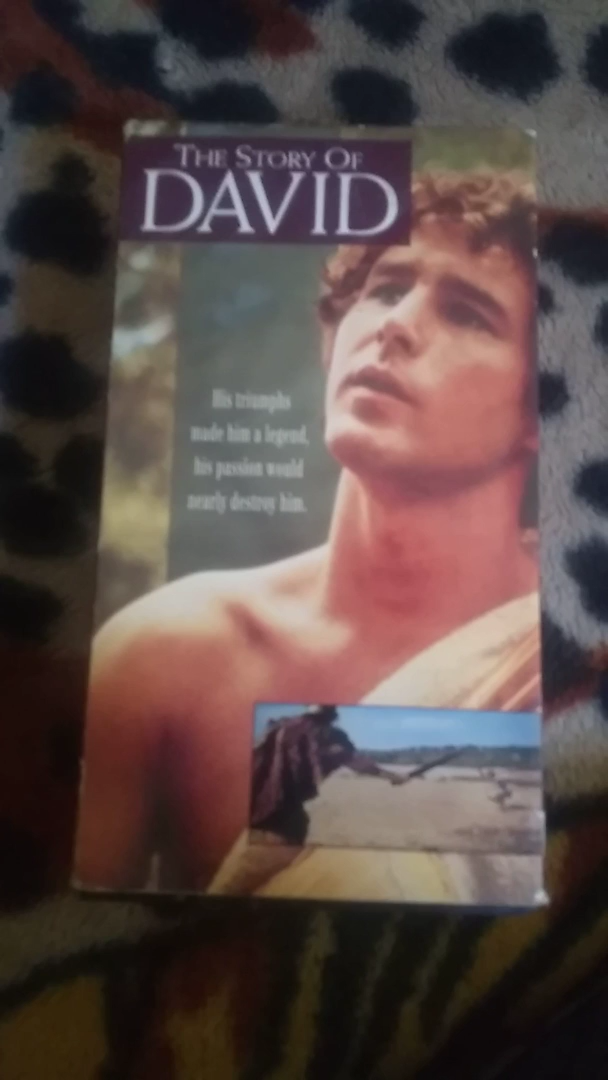 THE STORY OF
DAVID
His triumphs
made him a legend,
his passion would
nearly destroy him.